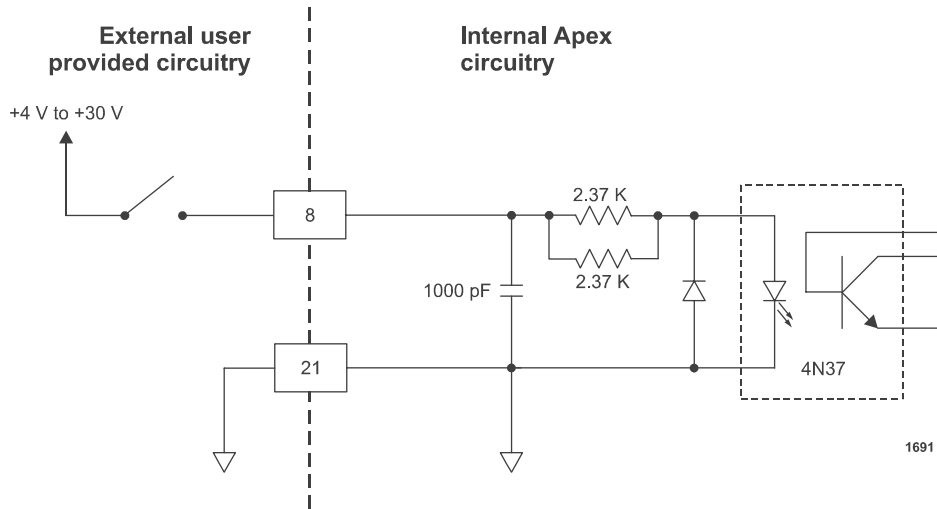 External user
provided circuitry
Internal Apex
circuitry
+4 V to +30 V
8
2.37 K
2.37 K
1000 pF
21
4N37
1691